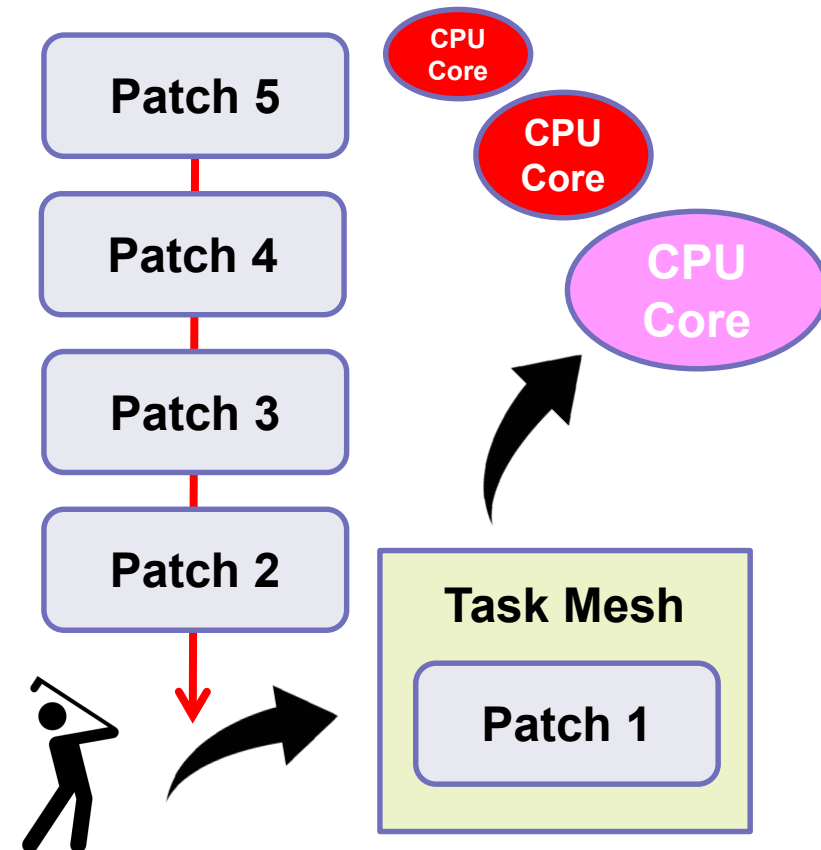 Patch 5
Patch 4
Patch 3
Patch 2
CPU
Core
CPU
Core
CPU
Core
Task Mesh
Patch 1